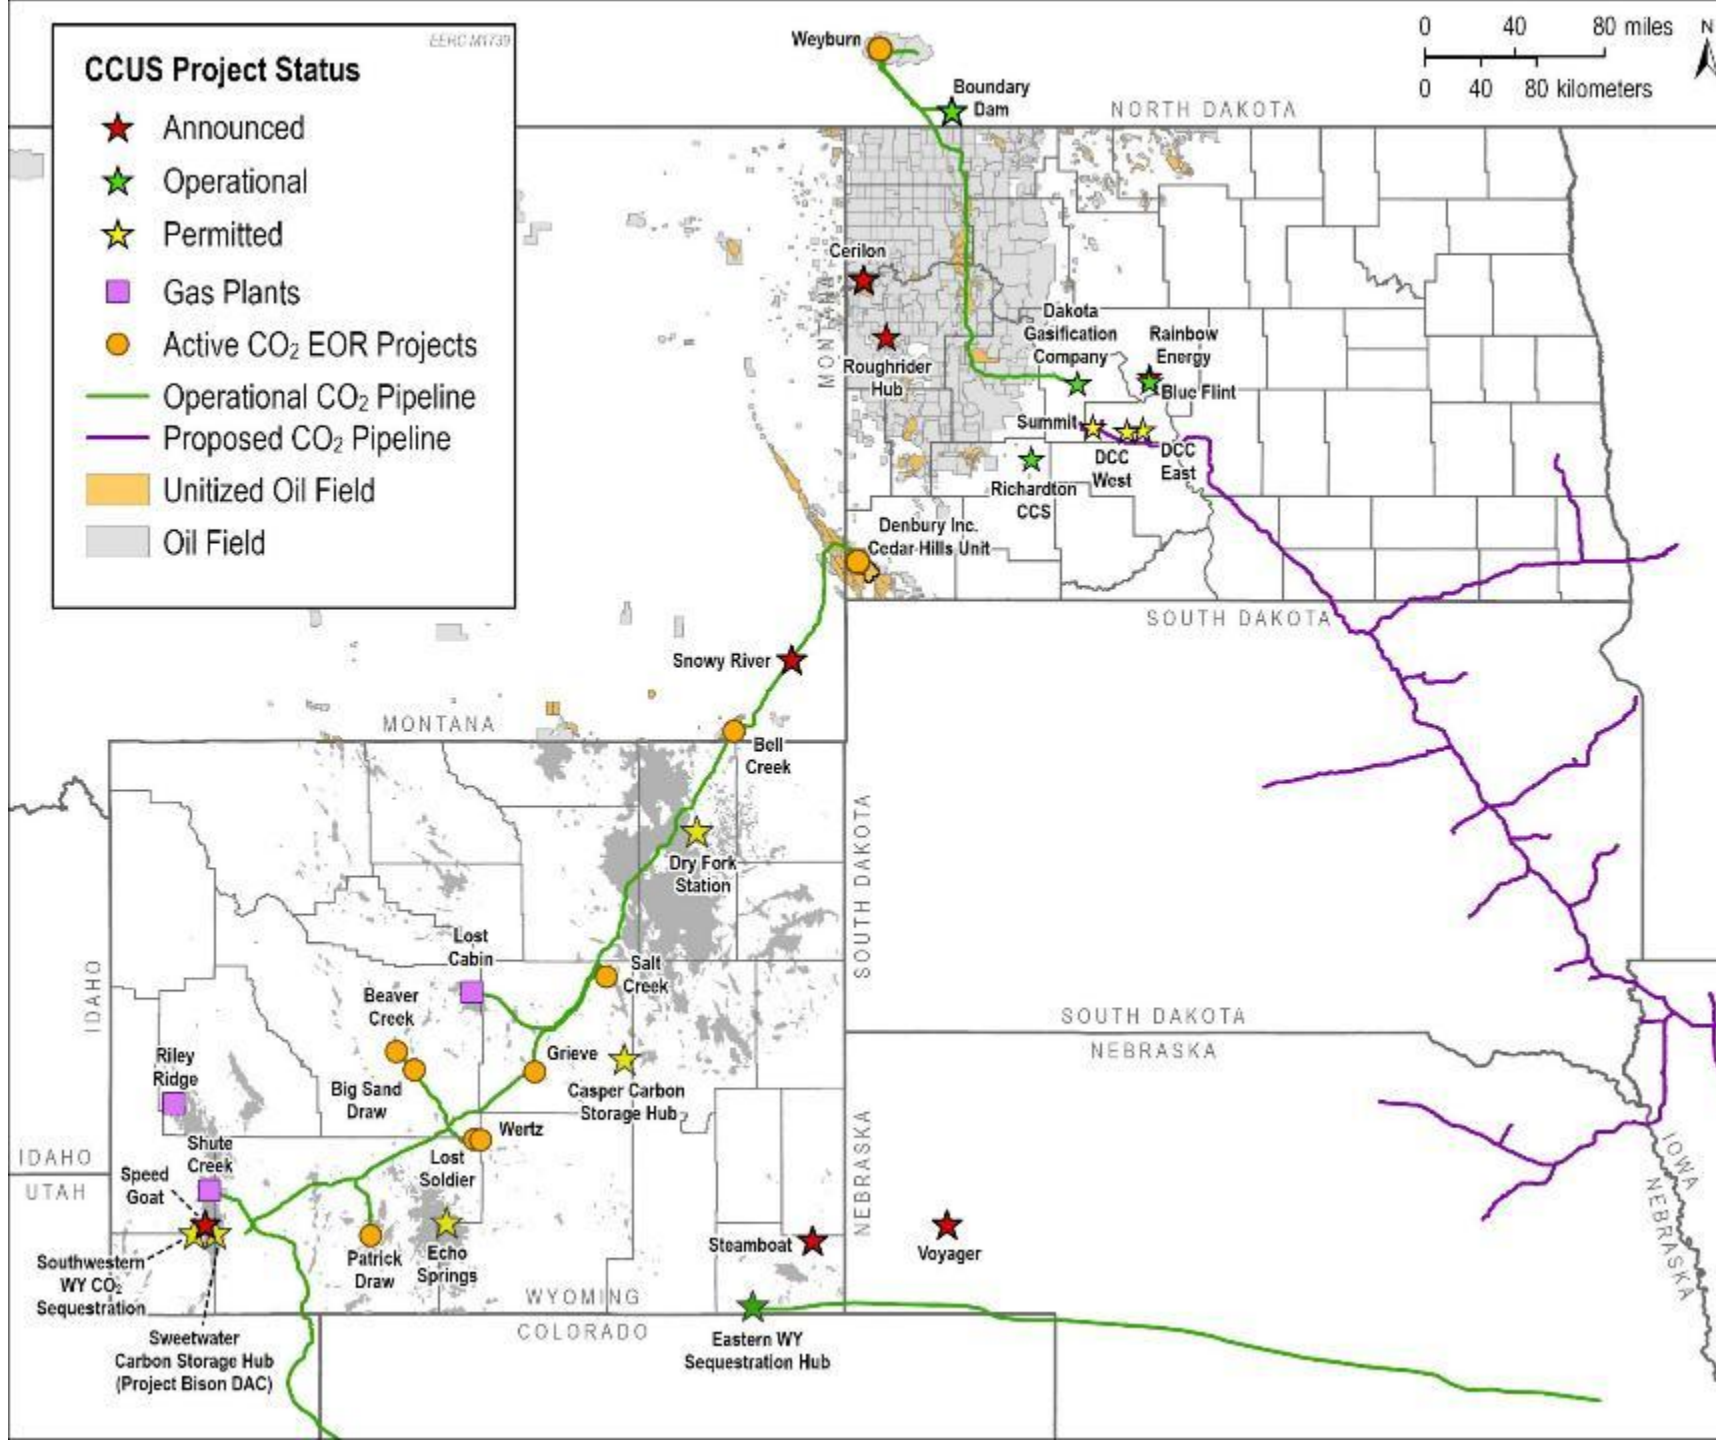 EERC M1739
CCUS Project Status
Announced
Operational
Permitted
Gas Plants
Active CO₂ EOR Projects
Operational CO₂ Pipeline
Proposed CO₂ Pipeline
Unitized Oil Field
Oil Field
0 40 80 miles
0 40 80 kilometers
N
Weyburn
Boundary
Dam
NORTH DAKOTA
MONTANA
Cerilon
Roughrider
Hub
Dakota
Gasification
Company
Rainbow
Energy
Blue Flint
Summit
DCC
West
DCC
East
Richardton
CCS
Denbury Inc.
Cedar Hills Unit
SOUTH DAKOTA
Snowy River
MONTANA
Bell
Creek
Dry Fork
Station
SOUTH DAKOTA
Lost
Cabin
Salt
Creek
IDAHO
Beaver
Creek
Grieve
Riley
Ridge
Big Sand
Draw
Casper Carbon
Storage Hub
SOUTH DAKOTA
NEBRASKA
Wertz
Lost
Soldier
Shute
Creek
IDAHO
UTAH
Speed
Goat
NEBRASKA
IOWA
NEBRASKA
Southwestern
WY CO₂
Sequestration
Patrick
Draw
Echo
Springs
Steamboat
Voyager
WYOMING
COLORADO
Sweetwater
Carbon Storage Hub
(Project Bison DAC)
Eastern WY
Sequestration Hub